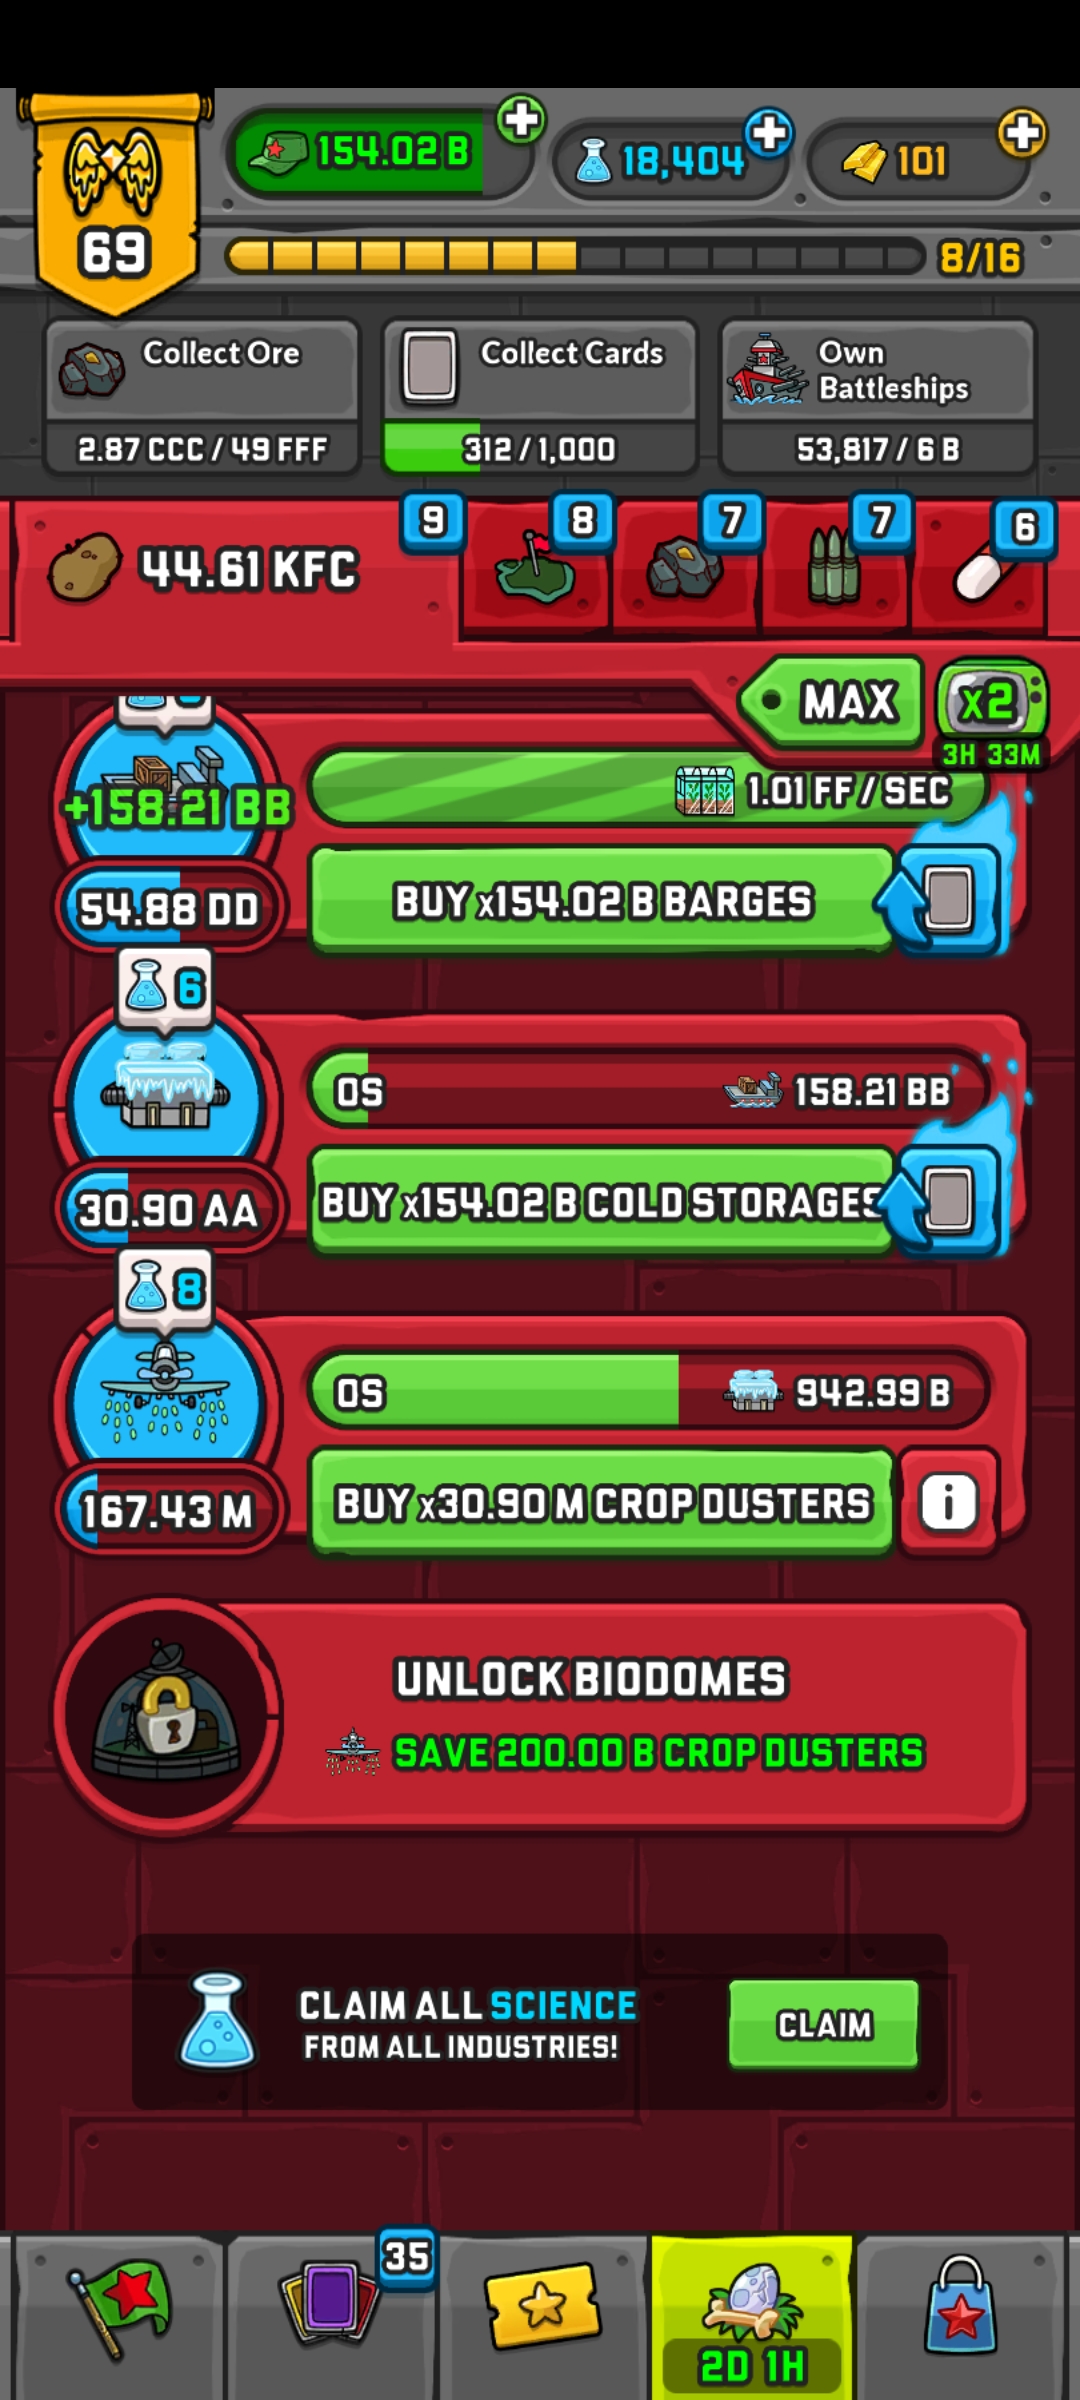 154.02 B
18,404
101
69
8/16
Collect Ore
2.87 CCC / 49 FFF
Collect Cards
312 / 1,000
Own
Battleships
53,817 / 6 B
44.61 KFC
9
8
7
7
6
MAX
x2
3H 33M
+158.21 BB
1.01 FF / SEC
54.88 DD
BUY x154.02 B BARGES
6
0S
158.21 BB
30.90 AA
BUY x154.02 B COLD STORAGES
8
0S
942.99 B
167.43 M
BUY x30.90 M CROP DUSTERS
i
UNLOCK BIODOMES
SAVE 200.00 B CROP DUSTERS
CLAIM ALL SCIENCE
FROM ALL INDUSTRIES!
CLAIM
35
2D 1H